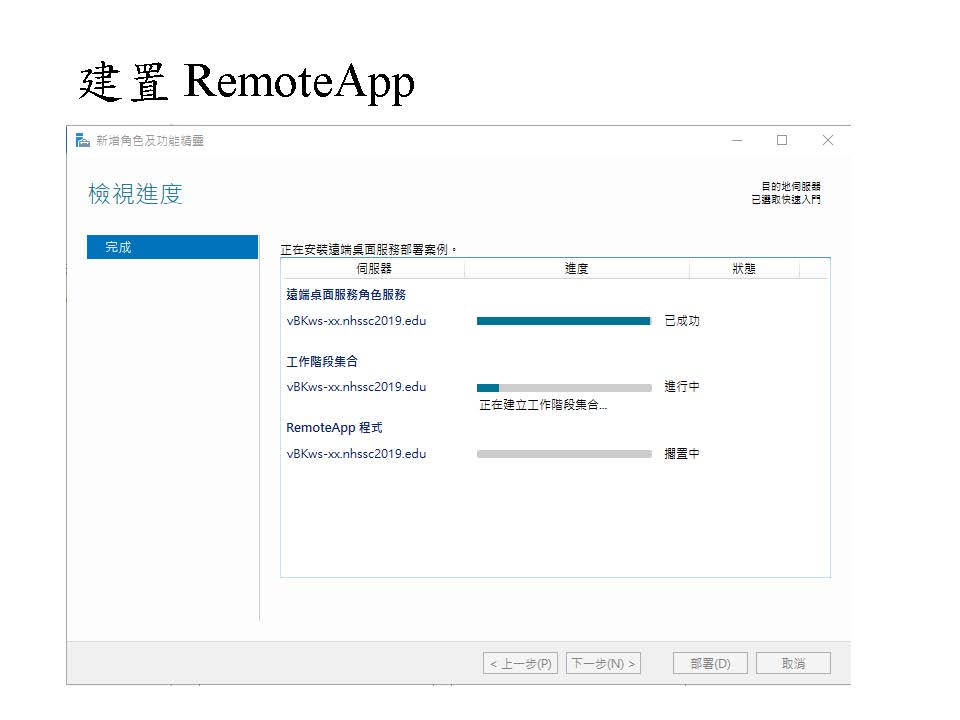 建置 RemoteApp
新增角色及功能精靈
檢視進度
目的地伺服器
已選取快速入門
完成
正在安裝遠端桌面服務部署案例。
伺服器 進度 狀態
遠端桌面服務角色服務
vBKws-xx.nhssc2019.edu 已成功
工作階段集合
vBKws-xx.nhssc2019.edu 進行中
正在建立工作階段集合...
RemoteApp 程式
vBKws-xx.nhssc2019.edu 擱置中
< 上一步(P) 下一步(N) > 部署(D) 取消